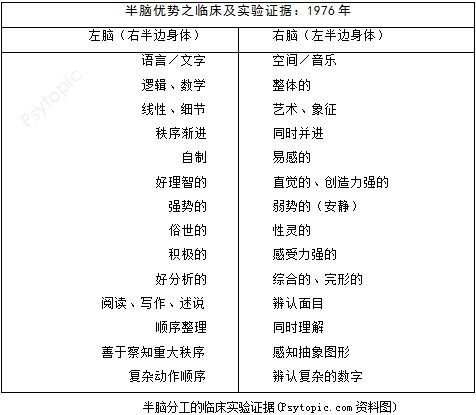 半脑优势之临床及实验证据：1976年
左脑（右半边身体） 右脑（左半边身体）
语言／文字 空间／音乐
逻辑、数学 整体的
线性、细节 艺术、象征
秩序渐进 同时并进
自制 易感的
好理智的 直觉的、创造力强的
强势的 弱势的（安静）
俗世的 性灵的
积极的 感受力强的
好分析的 综合的、完形的
阅读、写作、述说 辨认面目
顺序整理 同时理解
善于察知重大秩序 感知抽象图形
复杂动作顺序 辨认复杂的数字
半脑分工的临床实验证据(Psytopic.com资料图)
Psytopic